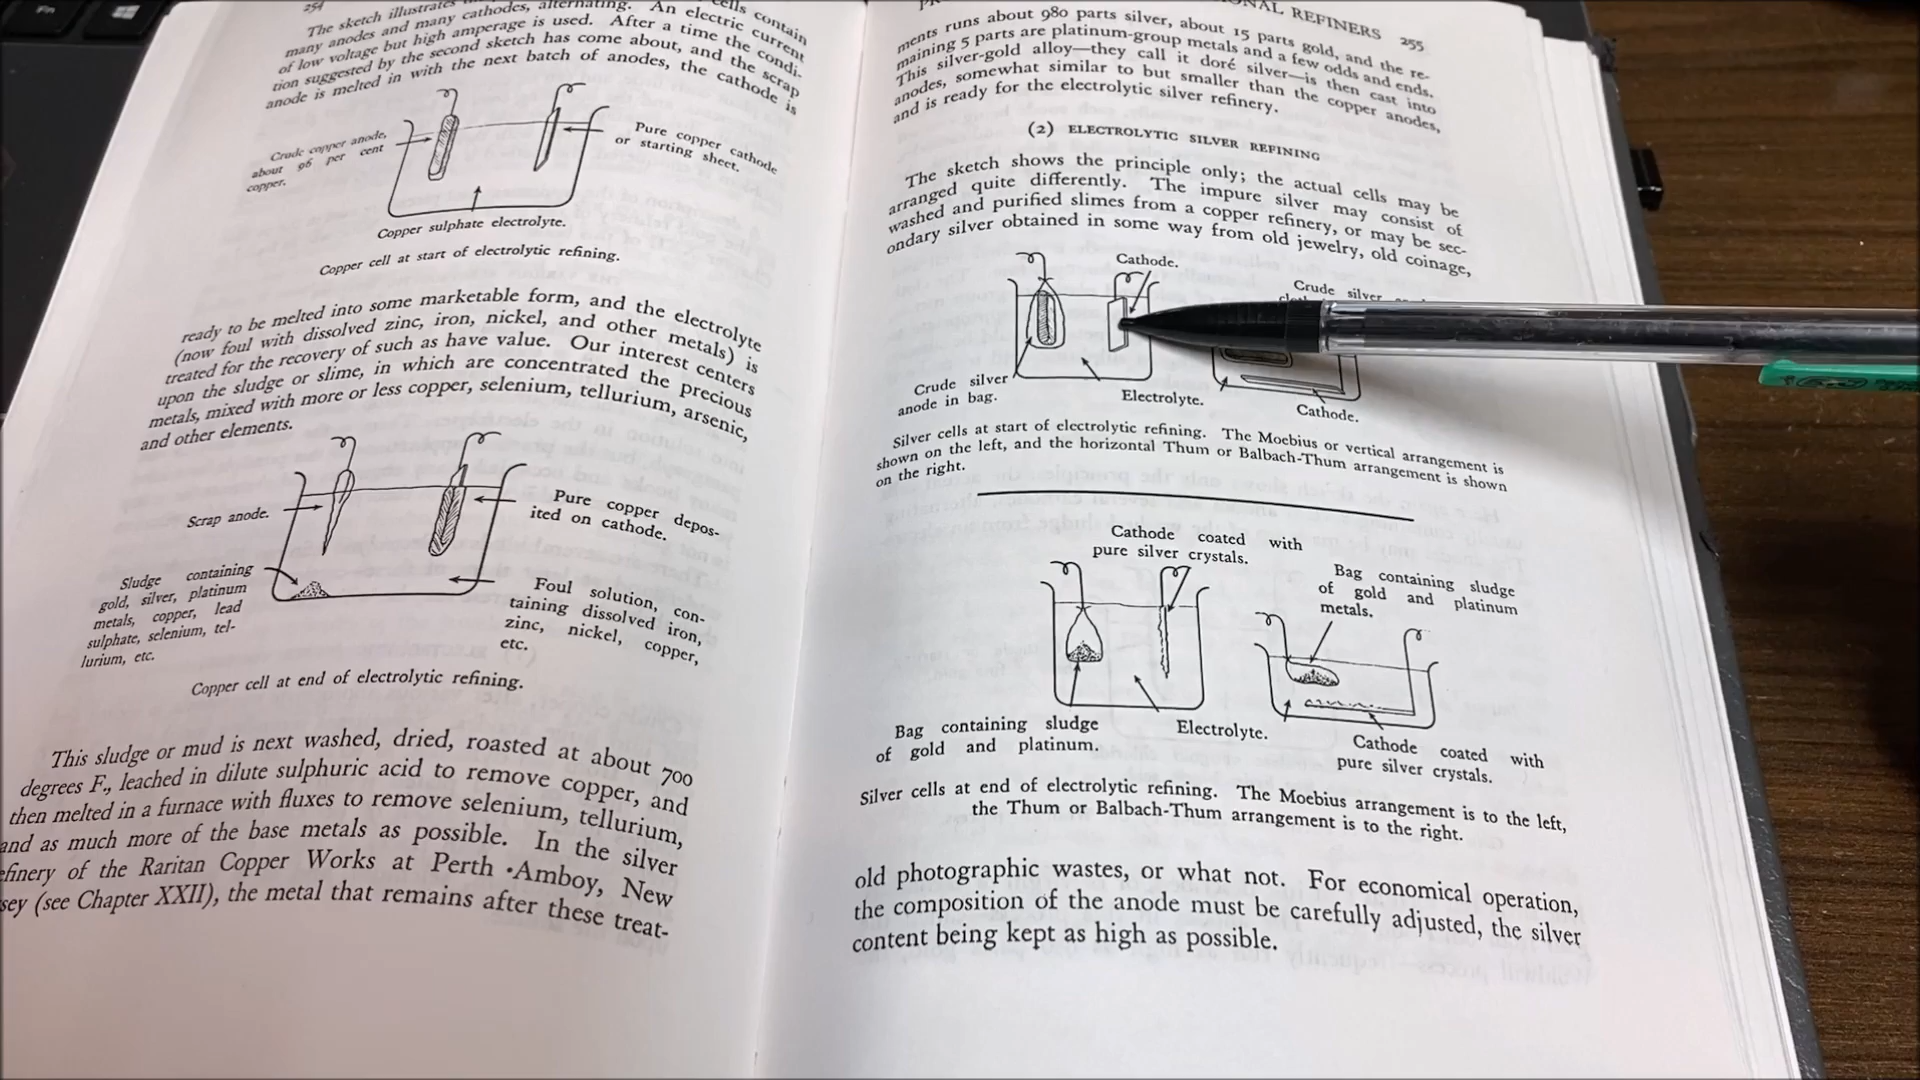 254
The sketch illustrates cells contain
many anodes and many cathodes, alternating. An electric current
of low voltage but high amperage is used. After a time the condi-
tion suggested by the second sketch has come about, and the scrap
anode is melted in with the next batch of anodes, the cathode is
Crude copper anode,
about 96 per cent
copper.
Pure copper cathode
or starting sheet.
Copper sulphate electrolyte.
Copper cell at start of electrolytic refining.
ready to be melted into some marketable form, and the electrolyte
(now foul with dissolved zinc, iron, nickel, and other metals) is
treated for the recovery of such as have value. Our interest centers
upon the sludge or slime, in which are concentrated the precious
metals, mixed with more or less copper, selenium, tellurium, arsenic,
and other elements.
Scrap anode.
Pure copper depos-
ited on cathode.
Sludge containing
gold, silver, platinum
metals, copper, lead
sulphate, selenium, tel-
lurium, etc.
Foul solution, con-
taining dissolved iron,
zinc, nickel, copper,
etc.
Copper cell at end of electrolytic refining.
This sludge or mud is next washed, dried, roasted at about 700
degrees F., leached in dilute sulphuric acid to remove copper, and
then melted in a furnace with fluxes to remove selenium, tellurium,
and as much more of the base metals as possible. In the silver
efinery of the Raritan Copper Works at Perth Amboy, New
sey (see Chapter XXII), the metal that remains after these treat-
REFINERS 255
ments runs about 980 parts silver, about 15 parts gold, and the re-
maining 5 parts are platinum-group metals and a few odds and ends.
This silver-gold alloy—they call it doré silver—is then cast into
anodes, somewhat similar to but smaller than the copper anodes,
and is ready for the electrolytic silver refinery.
(2) ELECTROLYTIC SILVER REFINING
The sketch shows the principle only; the actual cells may be
arranged quite differently. The impure silver may consist of
washed and purified slimes from a copper refinery, or may be sec-
ondary silver obtained in some way from old jewelry, old coinage,
Cathode.
Crude silver
Crude silver
anode in bag.
Electrolyte.
Cathode.
Silver cells at start of electrolytic refining. The Moebius or vertical arrangement is
shown on the left, and the horizontal Thum or Balbach-Thum arrangement is shown
on the right.
Cathode coated with
pure silver crystals.
Bag containing sludge
of gold and platinum
metals.
Bag containing sludge
of gold and platinum.
Electrolyte.
Cathode coated with
pure silver crystals.
Silver cells at end of electrolytic refining. The Moebius arrangement is to the left,
the Thum or Balbach-Thum arrangement is to the right.
old photographic wastes, or what not. For economical operation,
the composition of the anode must be carefully adjusted, the silver
content being kept as high as possible.